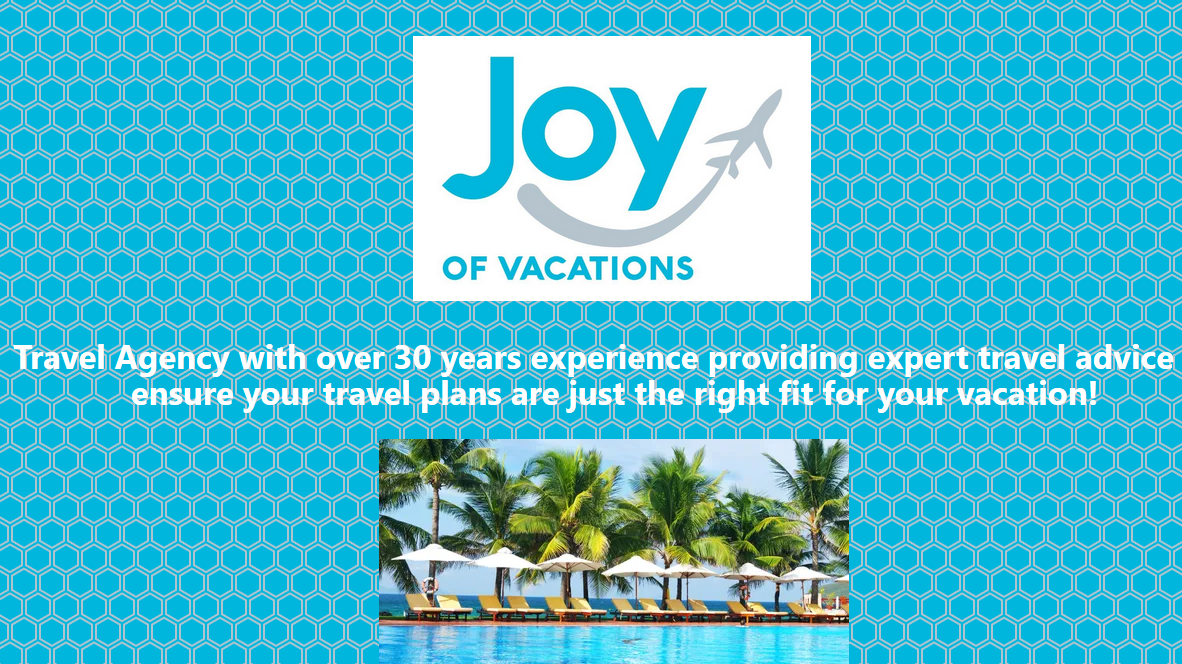 Joy
OF VACATIONS
Travel Agency with over 30 years experience providing expert travel advice
ensure your travel plans are just the right fit for your vacation!